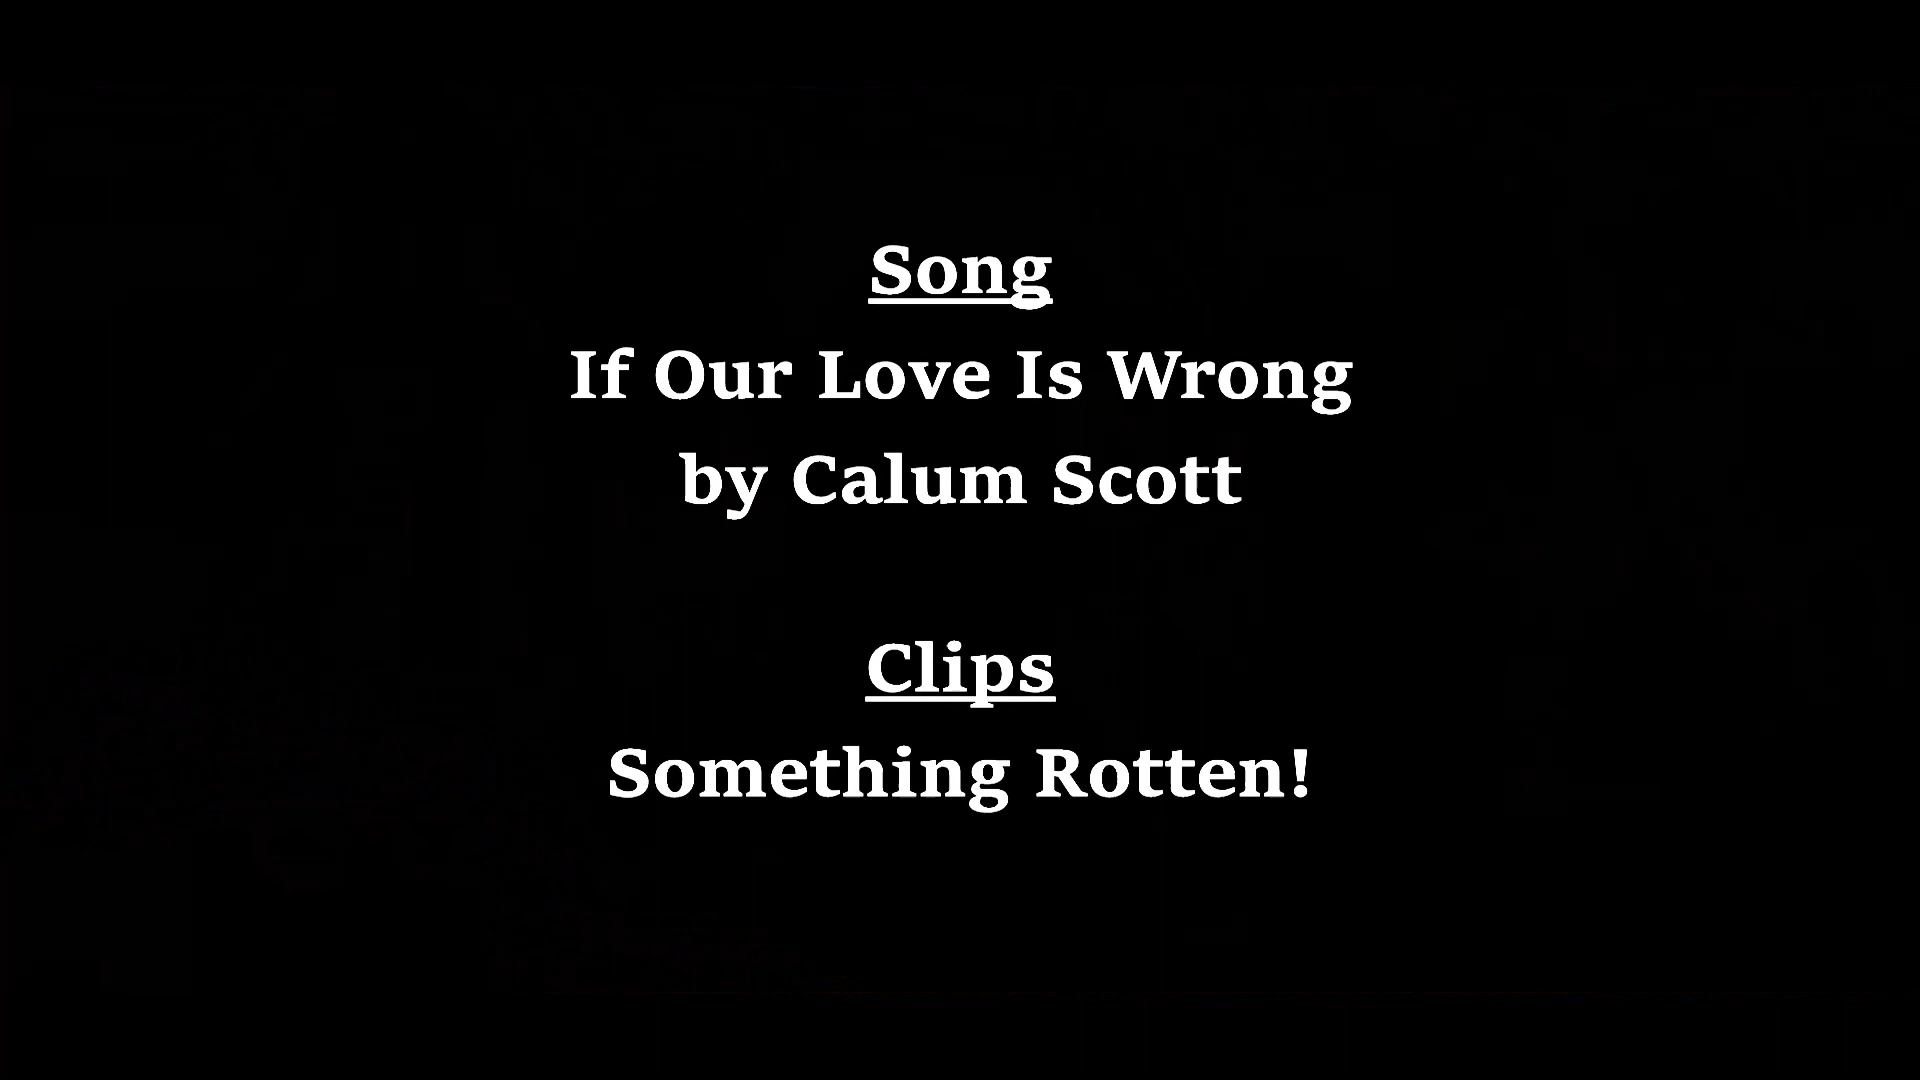 Song
If Our Love Is Wrong
by Calum Scott
Clips
Something Rotten!